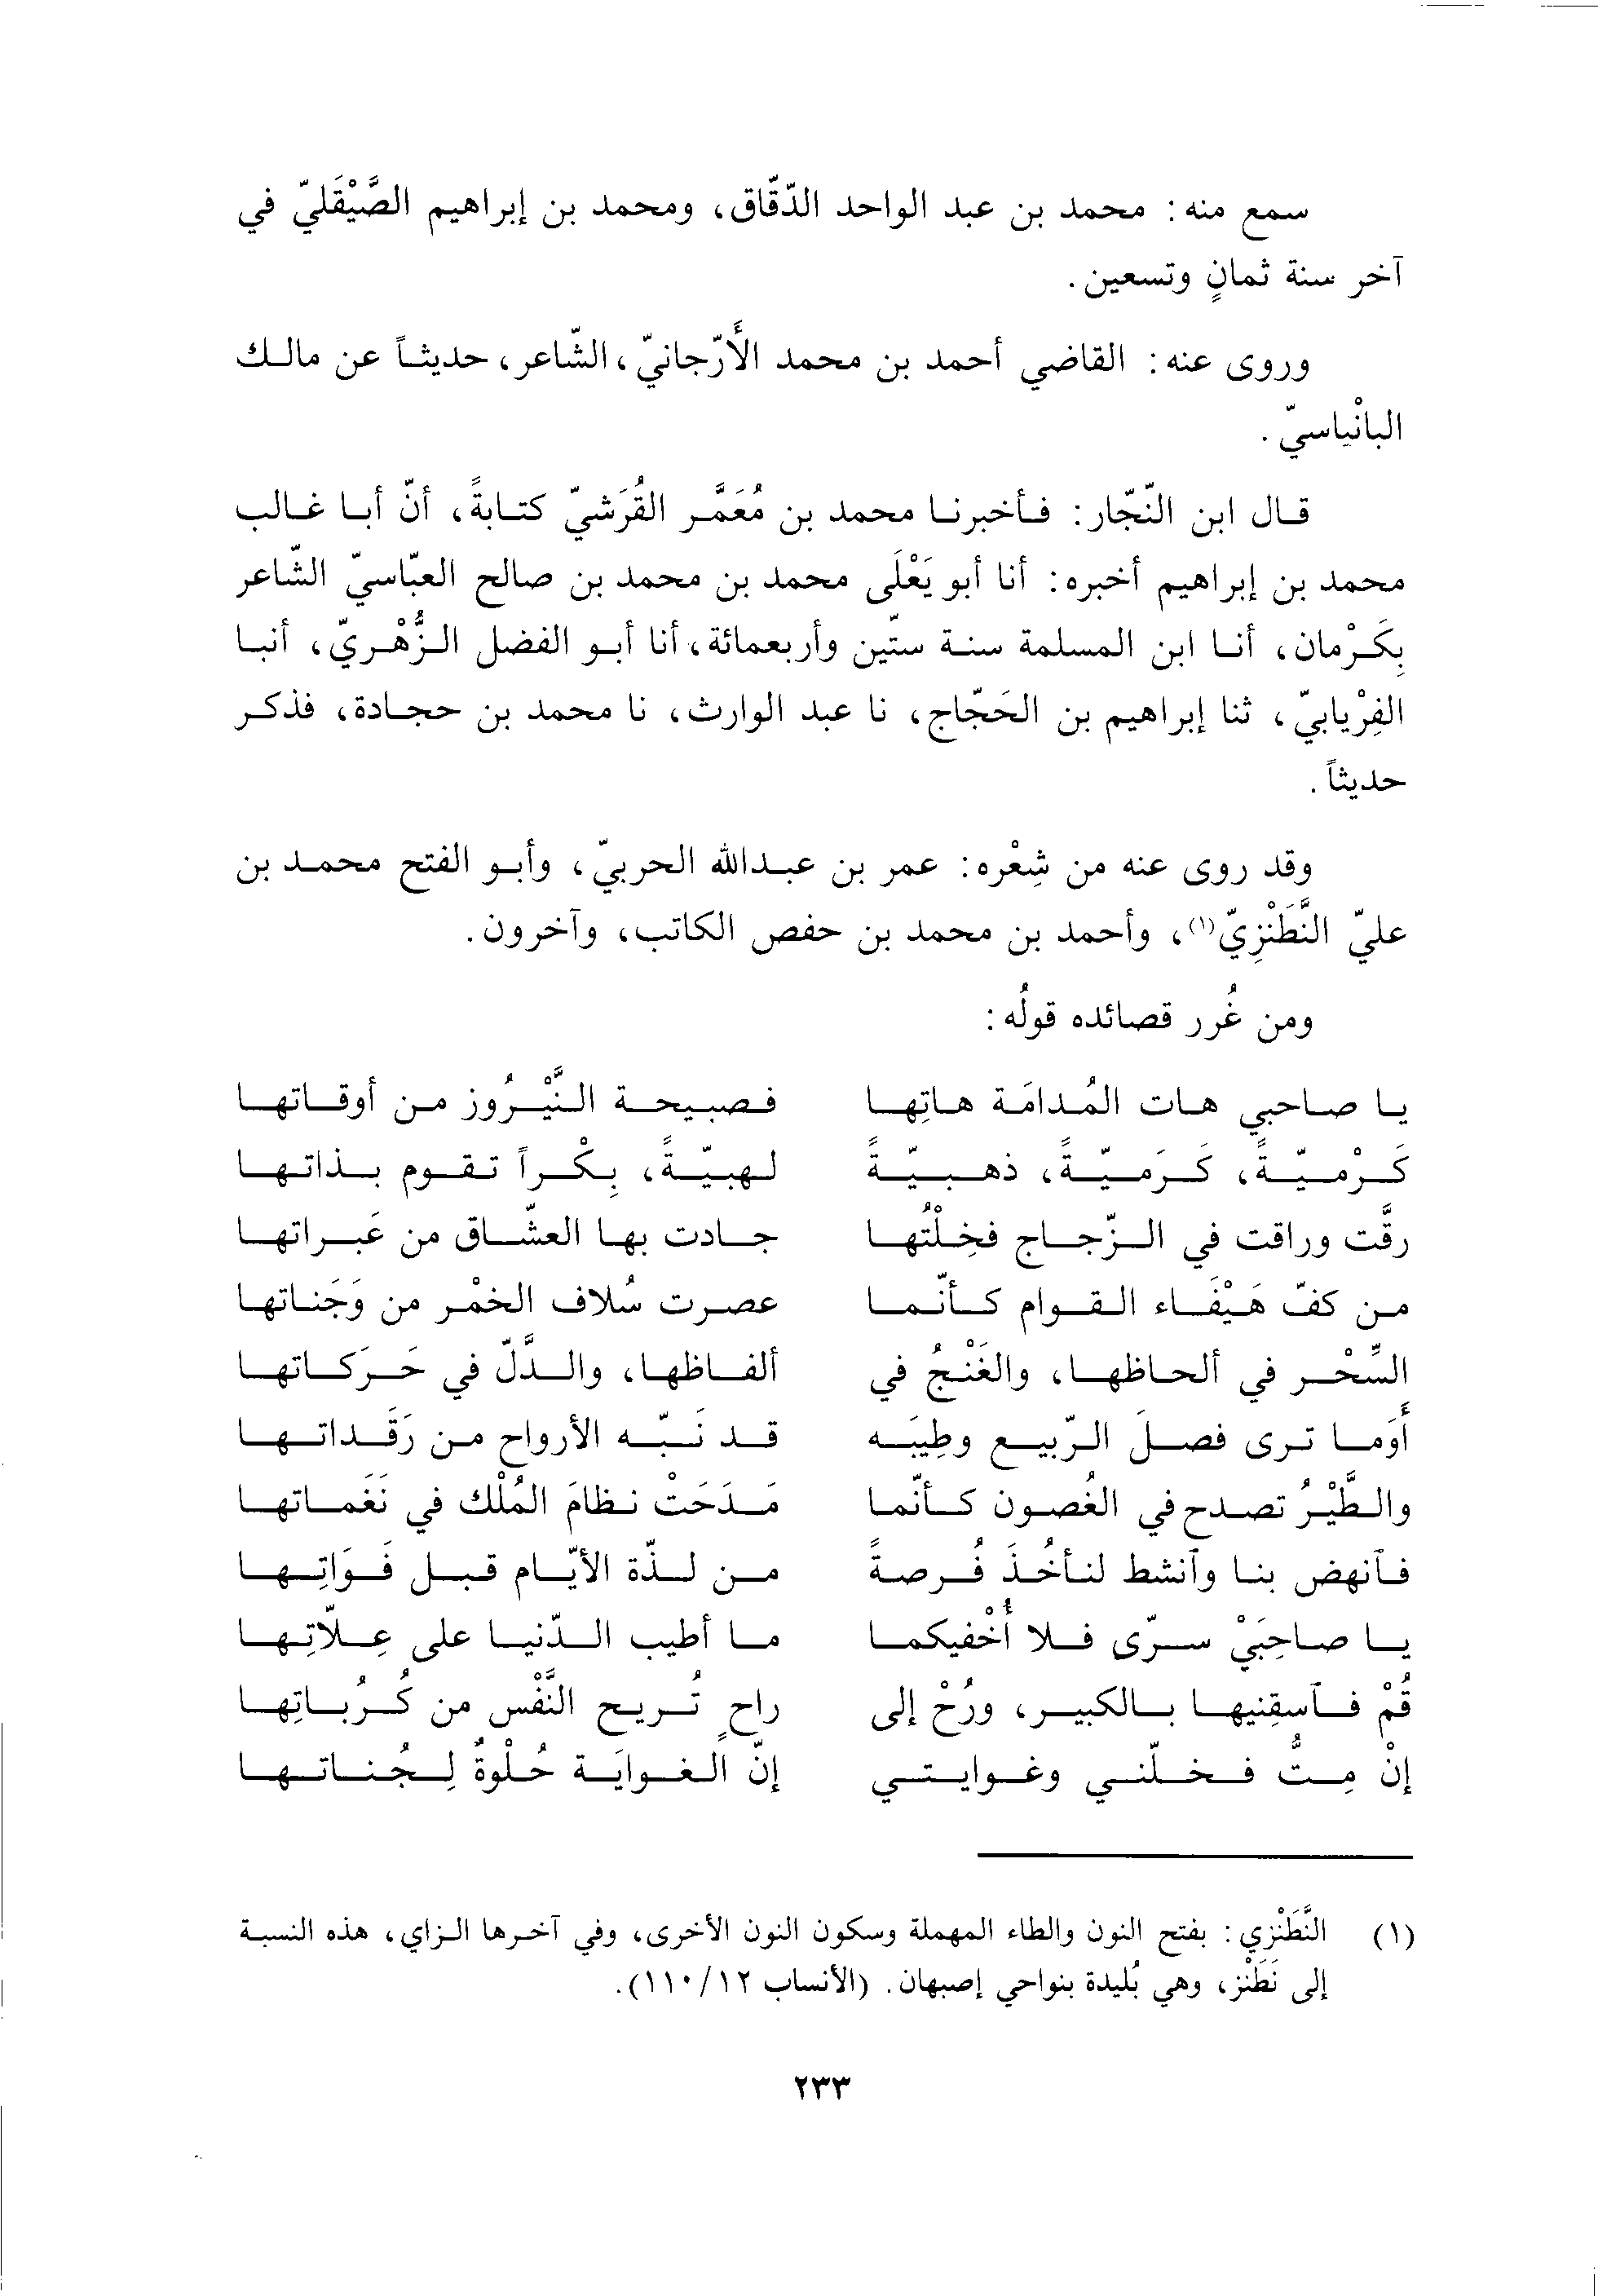 سمع منه: محمد بن عبد الواحد الدّقّاق، ومحمد بن إبراهيم الصَّيْقَليّ في
آخر سنة ثمانٍ وتسعين.
وروى عنه: القاضي أحمد بن محمد الأَرّجانيّ، الشّاعر، حديثاً عن مالك
البانْياسيّ.
قال ابن النّجّار: فأخبرنا محمد بن مُعَمَّر القُرَشيّ كتابةً، أنّ أبا غالب
محمد بن إبراهيم أخبره: أنا أبو يَعْلَى محمد بن محمد بن صالح العبّاسيّ الشّاعر
بِكَرْمان، أنا ابن المسلمة سنة ستّين وأربعمائة، أنا أبو الفضل الزُّهْريّ، أنبا
الفِرْيابيّ، ثنا إبراهيم بن الحَجّاج، نا عبد الوارث، نا محمد بن حجادة، فذكر
حديثاً.
وقد روى عنه من شِعْره: عمر بن عبدالله الحربيّ، وأبو الفتح محمد بن
عليّ النَّطَنْزِيّ(١)، وأحمد بن محمد بن حفص الكاتب، وآخرون.
ومن غُرر قصائده قولُه:
يا صاحبي هات المُدامَة هاتِها فصبيحة النَّيْرُوز من أوقاتها
كَرْميّةً، كَرَميّةً، ذهبيّةً لهبيّةً، بِكْراً تقوم بذاتها
رقَّت وراقت في الزّجاج فخِلْتُها جادت بها العشّاق من عَبراتها
من كفّ هَيْفَاء القوام كأنّما عصرت سُلاف الخمْر من وَجَناتها
السِّحْر في ألحاظها، والغَنْجُ في ألفاظها، والدَّلّ في حَرَكاتها
أَوَما ترى فصلَ الرّبيع وطِيبَه قد نَبّه الأرواح من رَقَداتها
والطَّيْرُ تصدح في الغُصون كأنّما مَدَحَتْ نظامَ المُلْك في نَغَماتها
فآنهض بنا وآنشط لنأخُذَ فُرصةً من لذّة الأيّام قبل فَوَاتِها
يا صاحِبَيْ سرّى فلا أُخْفيكما ما أطيب الدّنيا على عِلّاتِها
قُمْ فآسقِنيها بالكبير، ورُحْ إلى راحٍ تُريح النَّفْس من كُرُباتِها
إنْ مِتُّ فخلّني وغوايتي إنّ الغوايَة حُلْوةٌ لِجُناتها
(١) النَّطَنْزي: بفتح النون والطاء المهملة وسكون النون الأخرى، وفي آخرها الزاي، هذه النسبة
إلى نَطَنْز، وهي بُليدة بنواحي إصبهان. (الأنساب ١٢/١١٠).
٢٣٣